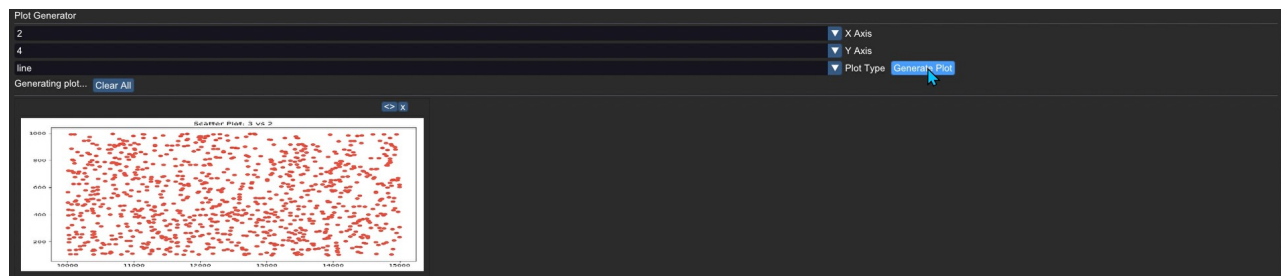 Plot Generator
2 X Axis
4 Y Axis
line Plot Type Generate Plot
Generating plot... Clear All
<> x
Scatter Plot: 3 vs 2
1000
800
600
400
200
10000 11000 12000 13000 14000 15000